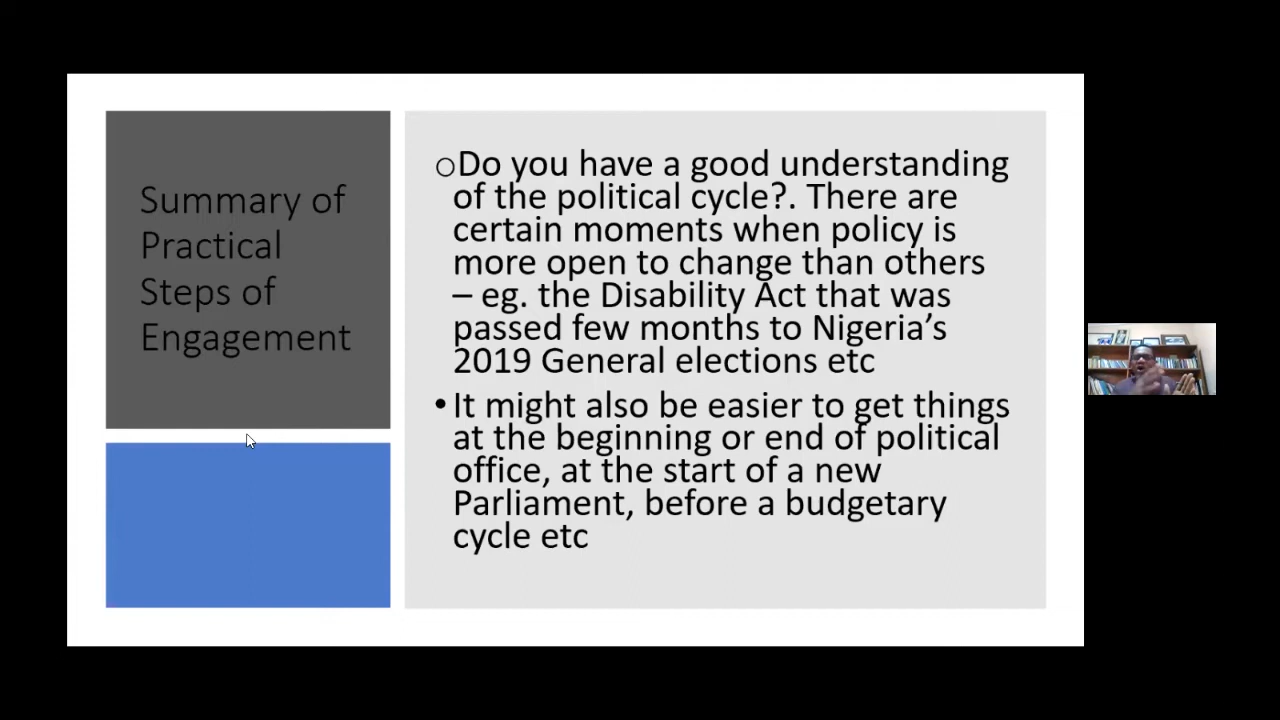 Summary of
Practical
Steps of
Engagement
oDo you have a good understanding
of the political cycle?. There are
certain moments when policy is
more open to change than others
– eg. the Disability Act that was
passed few months to Nigeria’s
2019 General elections etc
• It might also be easier to get things
at the beginning or end of political
office, at the start of a new
Parliament, before a budgetary
cycle etc